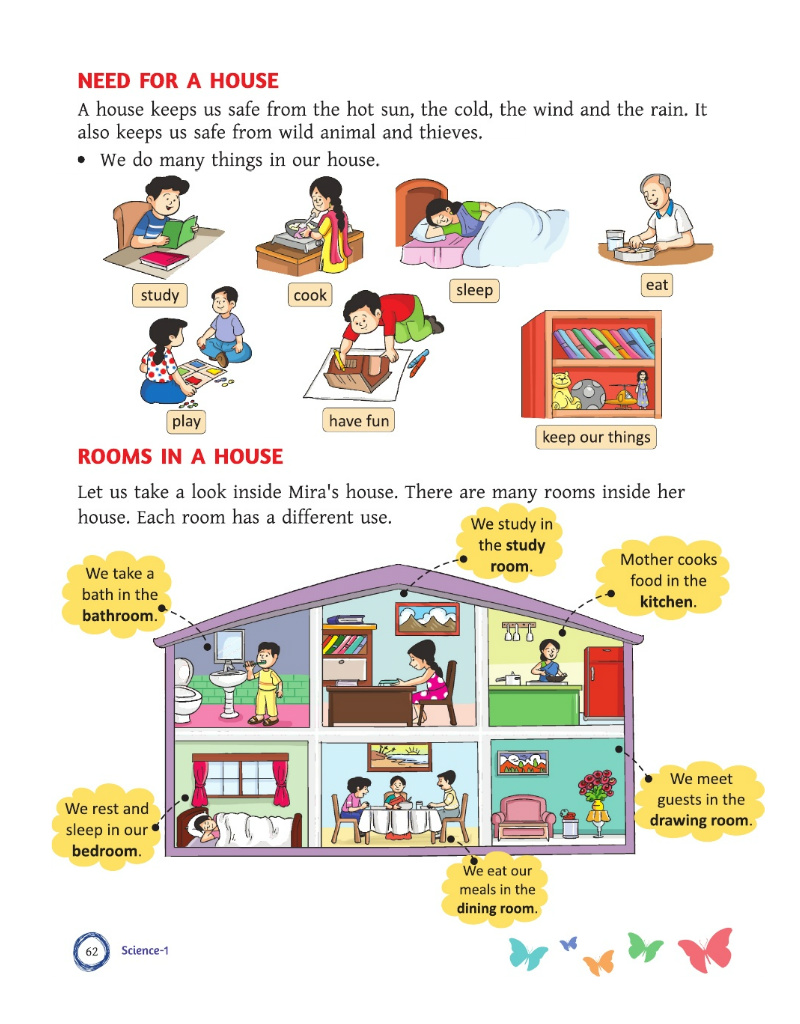 NEED FOR A HOUSE
A house keeps us safe from the hot sun, the cold, the wind and the rain. It
also keeps us safe from wild animal and thieves.
• We do many things in our house.
study
cook
sleep
eat
play
have fun
keep our things
ROOMS IN A HOUSE
Let us take a look inside Mira's house. There are many rooms inside her
house. Each room has a different use.
We study in
the study
room.
We take a
bath in the
bathroom.
Mother cooks
food in the
kitchen.
We rest and
sleep in our
bedroom.
We meet
guests in the
drawing room.
We eat our
meals in the
dining room.
62
Science-1